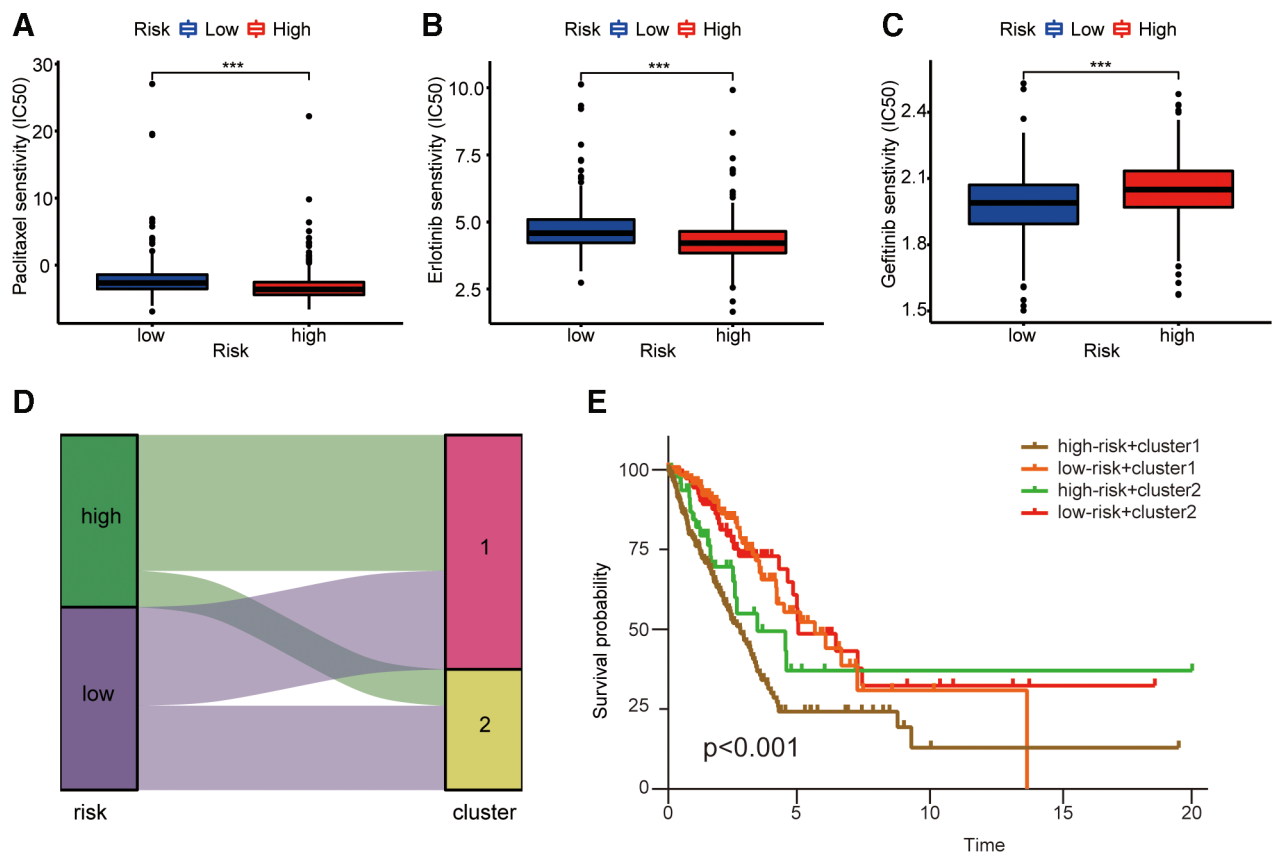 A
Risk Low High
Paclitaxel senstivity (IC50)
30
20
10
0
***
low
high
Risk
B
Risk Low High
Erlotinib senstivity (IC50)
10.0
7.5
5.0
2.5
***
low
high
Risk
C
Risk Low High
Gefitinib senstivity (IC50)
2.4
2.1
1.8
1.5
***
low
high
Risk
D
high
low
1
2
risk
cluster
E
high-risk+cluster1
low-risk+cluster1
high-risk+cluster2
low-risk+cluster2
Survival probability
100
75
50
25
0
p<0.001
0
5
10
15
20
Time